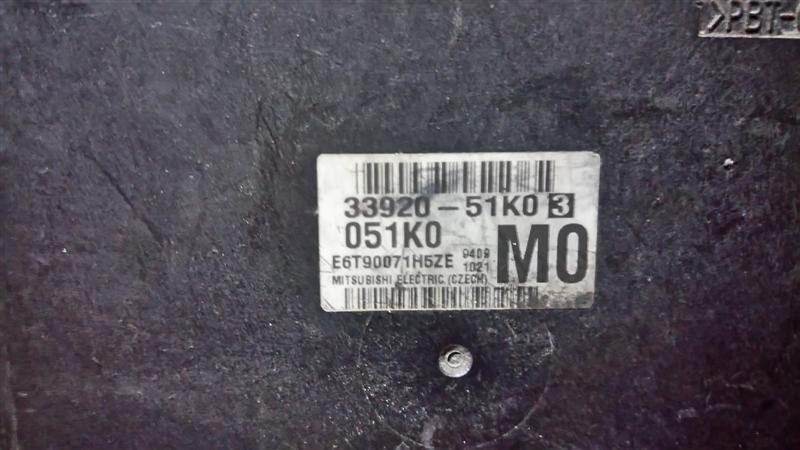 >PBT-
33920-51K0 3
051K0
E6T90071H5ZE 9409
1021
M0
MITSUBISHI ELECTRIC (CZECH)